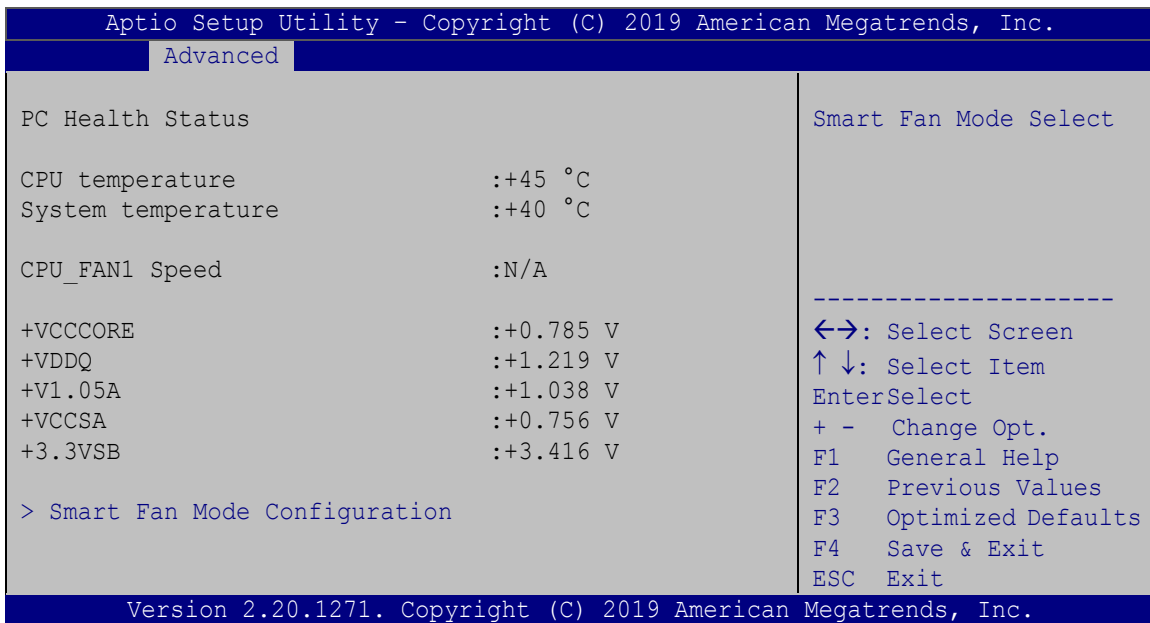 Aptio Setup Utility – Copyright (C) 2019 American Megatrends, Inc.
Advanced
PC Health Status
CPU temperature :+45 °C
System temperature :+40 °C
CPU_FAN1 Speed :N/A
+VCCCORE :+0.785 V
+VDDQ :+1.219 V
+V1.05A :+1.038 V
+VCCSA :+0.756 V
+3.3VSB :+3.416 V
> Smart Fan Mode Configuration
Smart Fan Mode Select
---------------------
←→: Select Screen
↑ ↓: Select Item
EnterSelect
+ - Change Opt.
F1 General Help
F2 Previous Values
F3 Optimized Defaults
F4 Save & Exit
ESC Exit
Version 2.20.1271. Copyright (C) 2019 American Megatrends, Inc.